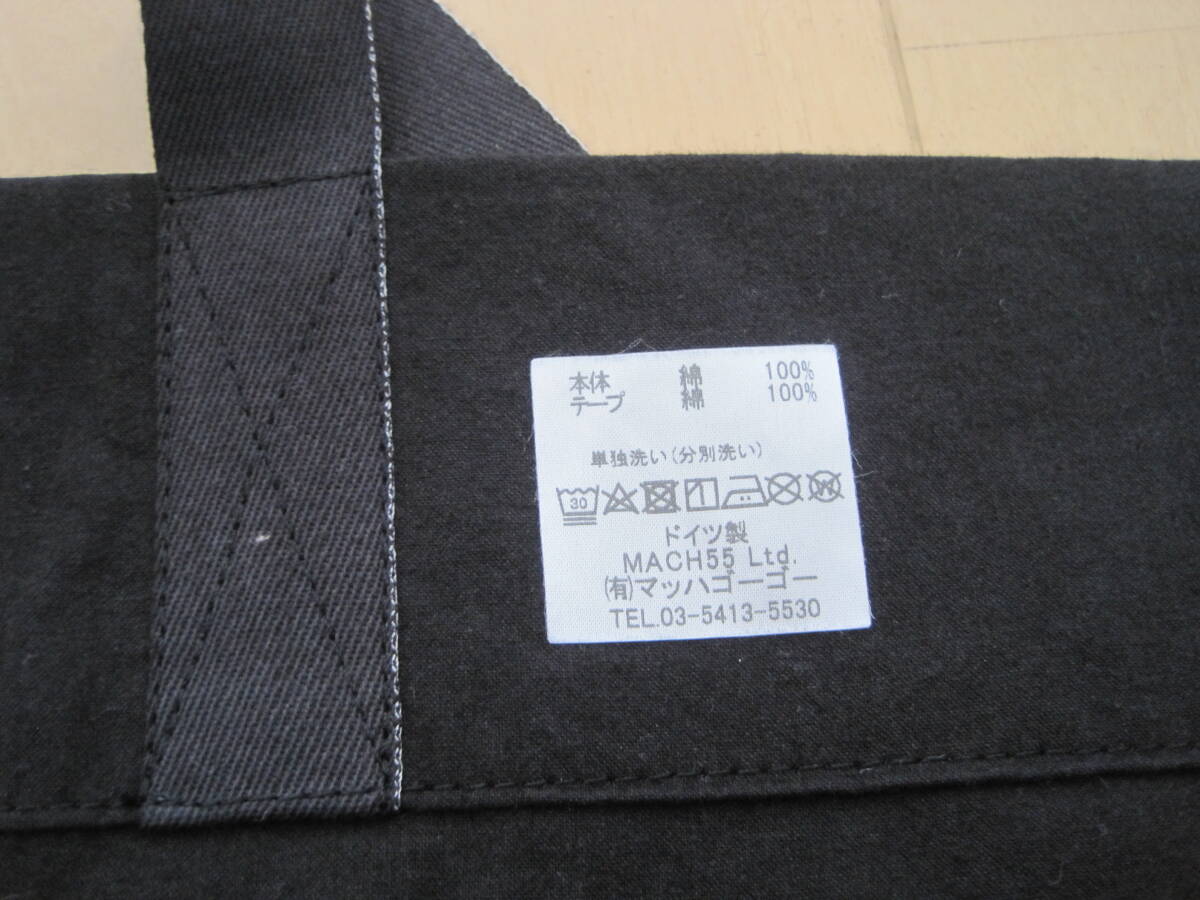 本体 綿 100%
テープ 綿 100%
単独洗い(分別洗い)
30
ドイツ製
MACH55 Ltd.
(有)マッハゴーゴー
TEL.03-5413-5530